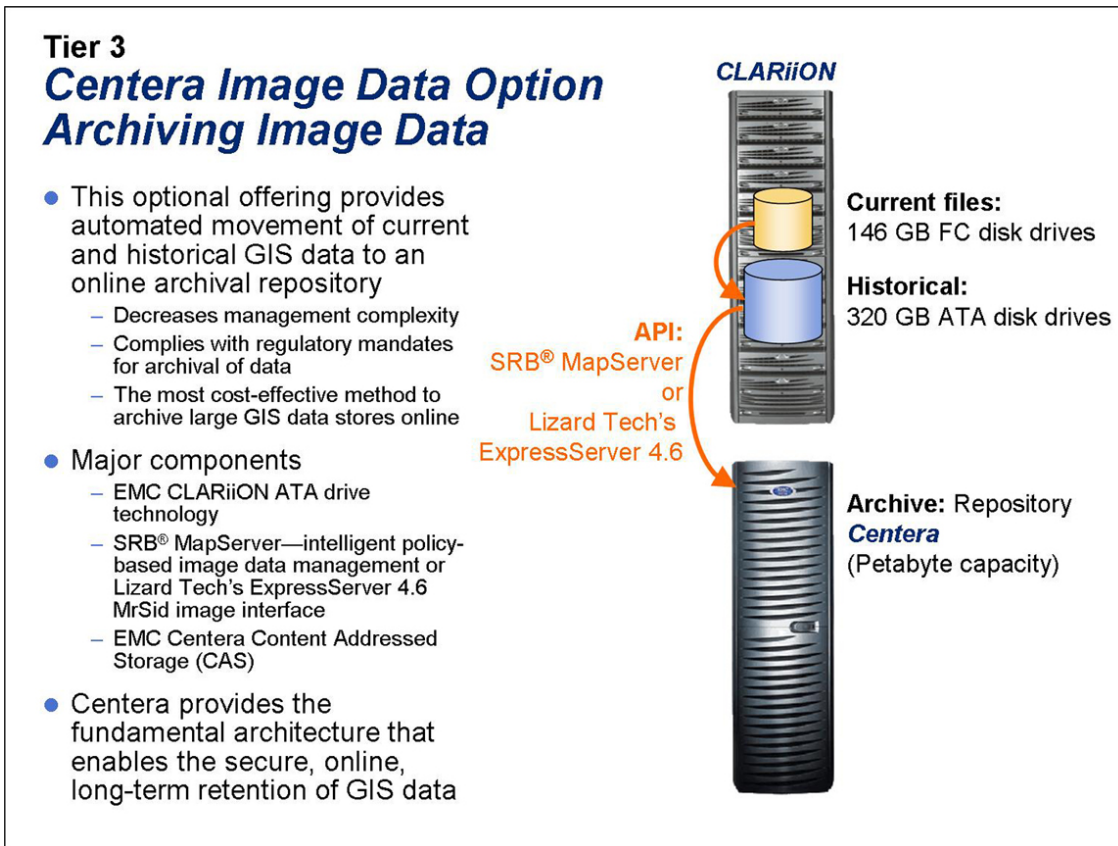 Tier 3
Centera Image Data Option
Archiving Image Data
• This optional offering provides
automated movement of current
and historical GIS data to an
online archival repository
– Decreases management complexity
– Complies with regulatory mandates
for archival of data
– The most cost-effective method to
archive large GIS data stores online
• Major components
– EMC CLARiiON ATA drive
technology
– SRB® MapServer—intelligent policy-
based image data management or
Lizard Tech's ExpressServer 4.6
MrSid image interface
– EMC Centera Content Addressed
Storage (CAS)
• Centera provides the
fundamental architecture that
enables the secure, online,
long-term retention of GIS data
CLARiiON
Current files:
146 GB FC disk drives
Historical:
320 GB ATA disk drives
API:
SRB® MapServer
or
Lizard Tech's
ExpressServer 4.6
Archive: Repository
Centera
(Petabyte capacity)